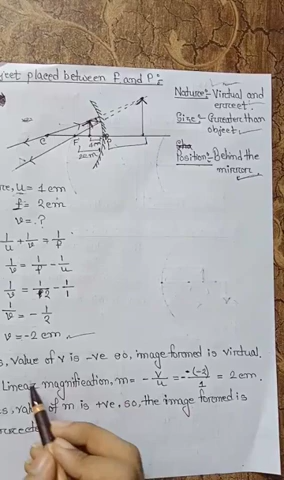 ject placed between F and P :-
Nature:- Virtual and
errect.
Size:- Greater than
object.
C F P
1cm
2cm
Position:- Behind the
mirror.
re, u = 1cm
f = 2cm
v = ?
1/u + 1/v = 1/f
1/v = 1/f - 1/u
1/v = 1/2 - 1/1
1/v = - 1/2
v = -2 cm
s, Value of v is -ve so, image formed is virtual.
Linear magnification, m = - v/u = - (-2)/1 = 2 cm.
s, value of m is +ve, so, the image formed is